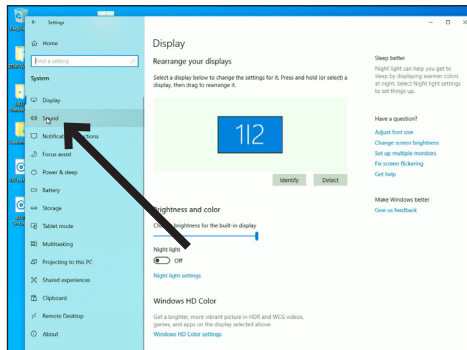 Settings
Home
Find a setting
System
Display
Sound
Focus assist
Power & sleep
Battery
Storage
Tablet mode
Multitasking
Projecting to this PC
Shared experiences
Clipboard
Remote Desktop
About
Display
Rearrange your displays
Select a display below to change the settings for it. Press and hold (or select) a
display, then drag to rearrange it.
1|2
Identify
Detect
Brightness and color
brightness for the built-in display
Night light
Off
Night light settings
Windows HD Color
Get a brighter, more vibrant picture in HDR and WCG videos,
games, and apps on the display selected above.
Windows HD Color settings
Sleep better
Night light can help you get to
sleep by displaying warmer colors
at night. Select Night light settings
to set things up.
Have a question?
Adjust font size
Change screen brightness
Set up multiple monitors
Fix screen flickering
Get help
Make Windows better
Give us feedback